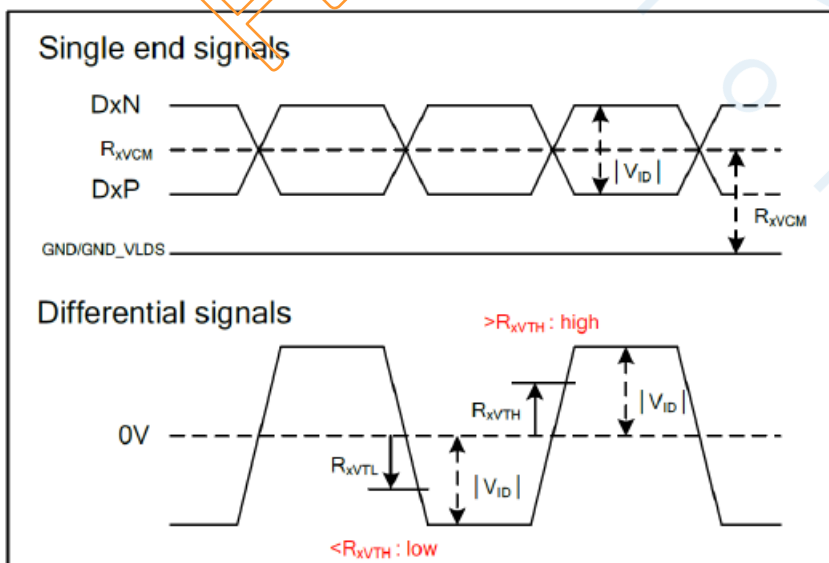 Single end signals
DxN
RxVCM
DxP
|VID|
RxVCM
GND/GND_VLDS
Differential signals
>RxVTH : high
RxVTH
|VID|
0V
RxVTL
|VID|
<RxVTH : low